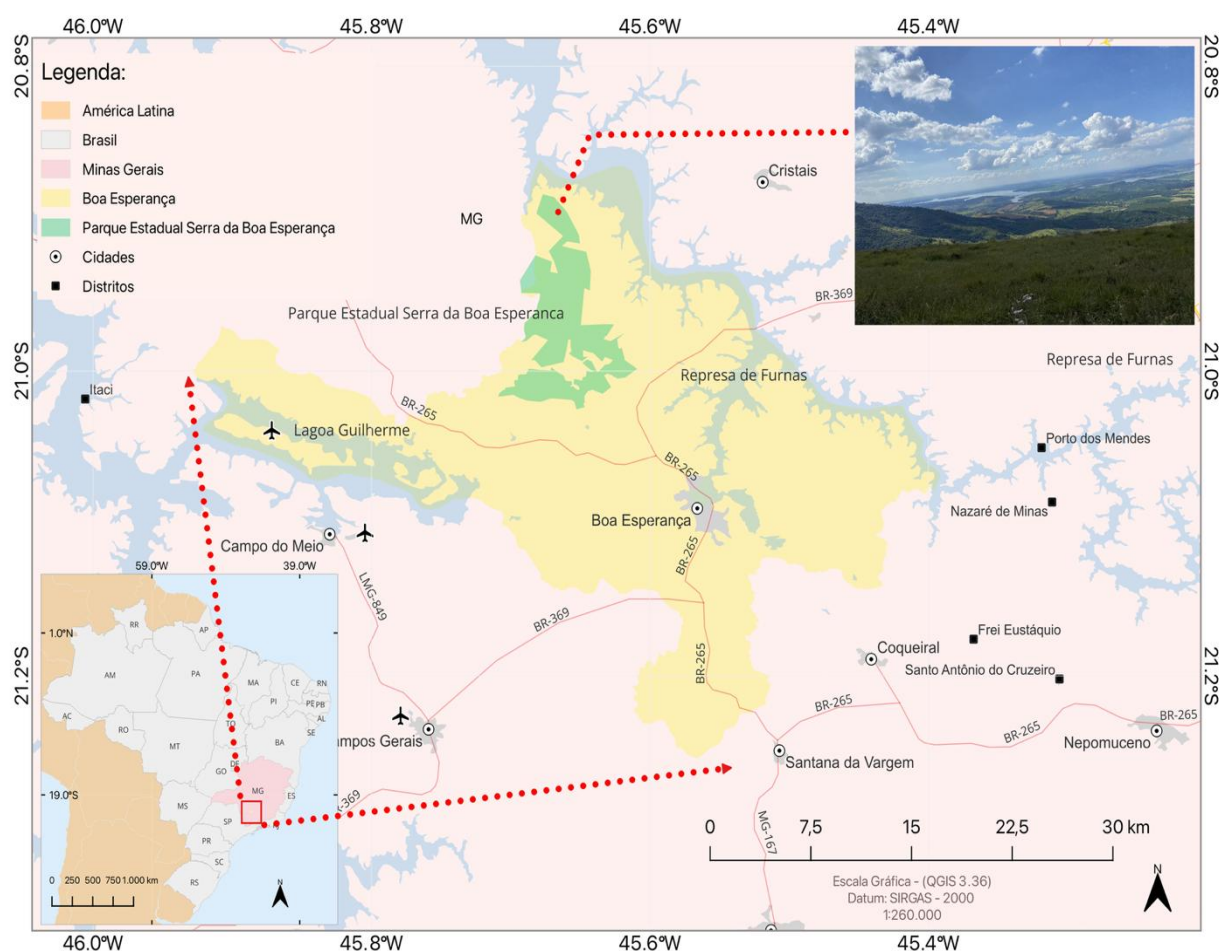 46.0°W 45.8°W 45.6°W 45.4°W
20.8°S
20.8°S
Legenda:
América Latina
Brasil
Minas Gerais
Boa Esperança
Parque Estadual Serra da Boa Esperança
Cidades
Distritos
MG
Cristais
BR-369
Parque Estadual Serra da Boa Esperanca
21.0°S
21.0°S
Represa de Furnas
Represa de Furnas
Itaci
BR-265
Lagoa Guilherme
Porto dos Mendes
BR-265
Nazaré de Minas
Boa Esperança
Campo do Meio
BR-265
LMG-849
BR-369
Frei Eustáquio
Coqueiral
Santo Antônio do Cruzeiro
21.2°S
21.2°S
BR-265
BR-265
BR-265
BR-265
Nepomuceno
mpos Gerais
Santana da Vargem
-369
MG-167
59.0°W 39.0°W
1.0°N
19.0°S
RR
AP
AM
PA
MA
CE
RN
PI
PE
PB
AL
SE
AC
RO
TO
MT
BA
GO
DF
MG
ES
MS
SP
PR
SC
RS
0 250 500 750 1.000 km
N
0 7,5 15 22,5 30 km
Escala Gráfica - (QGIS 3.36)
Datum: SIRGAS - 2000
1:260.000
N
46.0°W 45.8°W 45.6°W 45.4°W